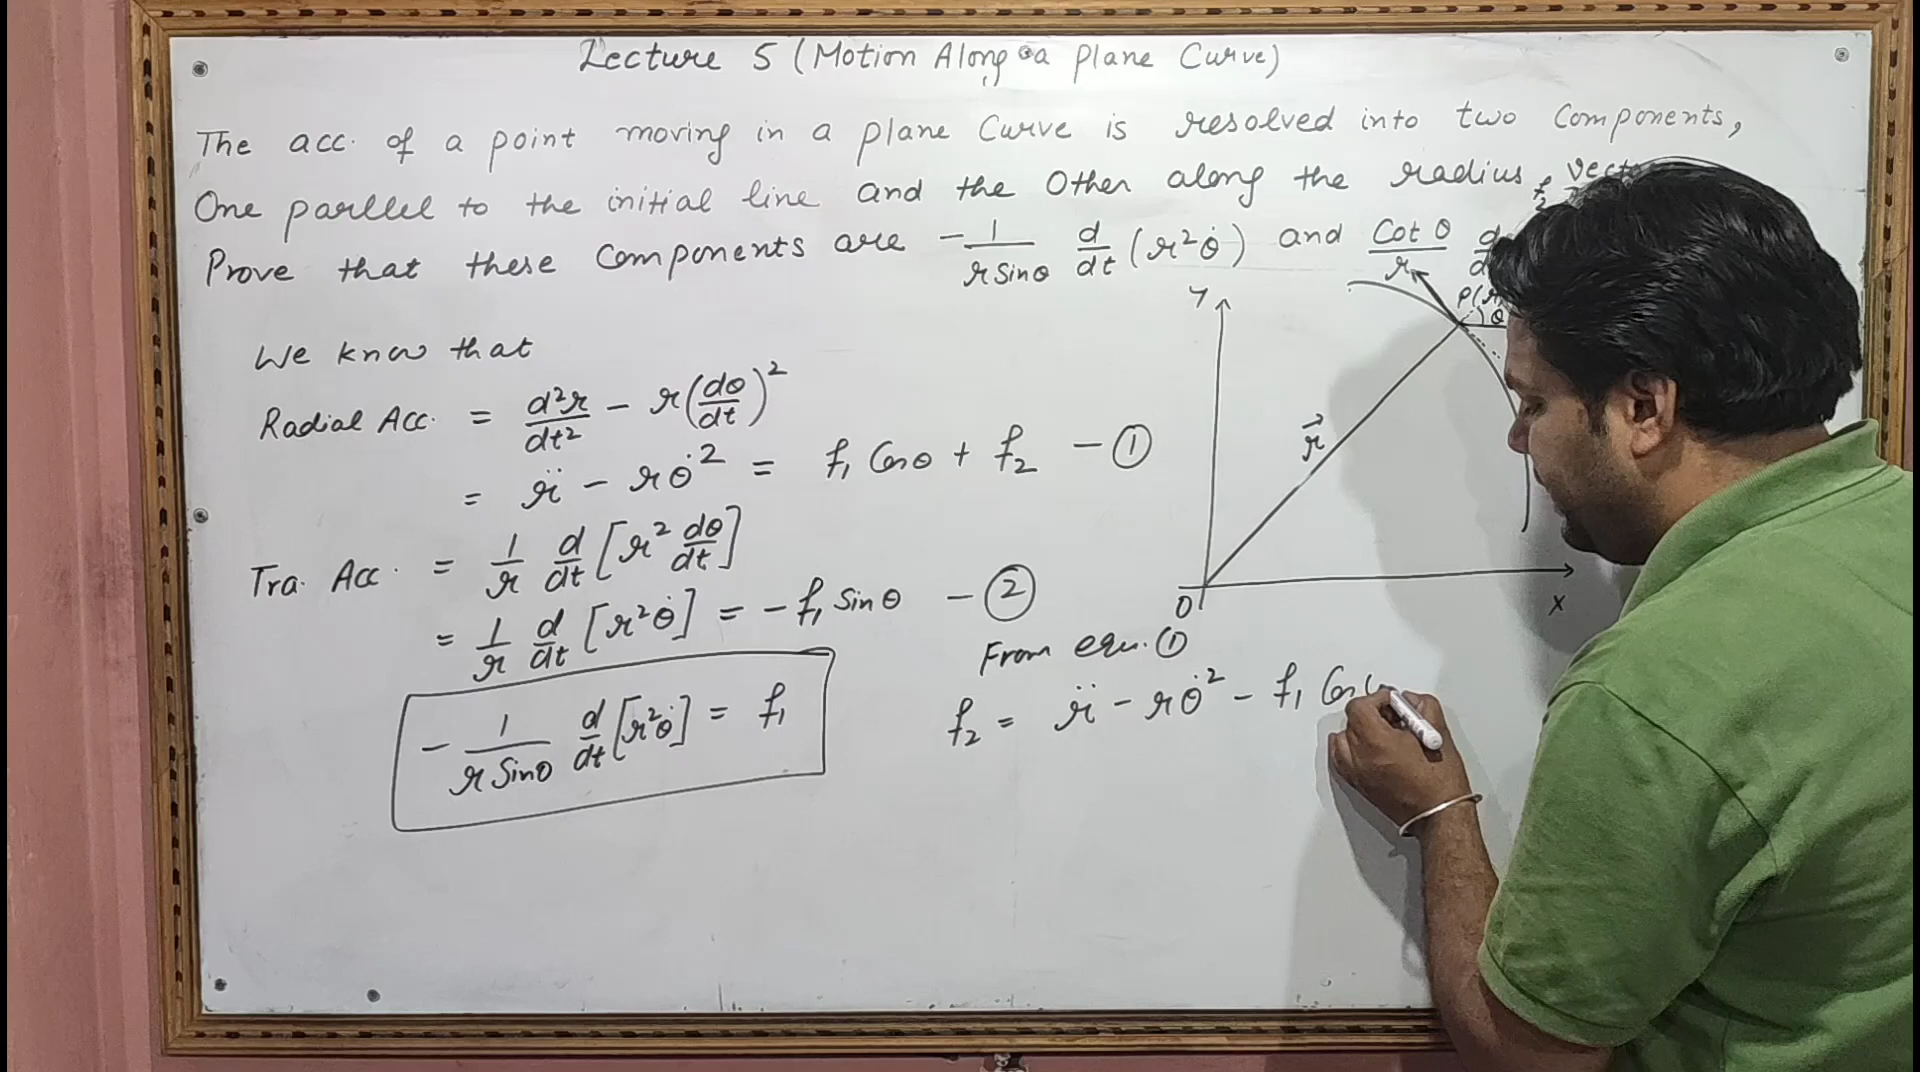 Lecture 5 (Motion Along a plane Curve)
The acc. of a point moving in a plane Curve is resolved into two Components,
One parllel to the initial line and the Other along the radius
Prove that these Components are -1/(r Sinθ) d/dt (r²θ̇) and Cot θ/r
We know that
Radial Acc. = d²r/dt² - r(dθ/dt)²
= r̈ - rθ̇² = f₁ Cosθ + f₂ - ①
Tra. Acc. = 1/r d/dt [r² dθ/dt]
= 1/r d/dt [r²θ̇] = -f₁ Sinθ - ②
-1/(r Sinθ) d/dt [r²θ̇] = f₁
From equ. ①
f₂ = r̈ - rθ̇² - f₁ Cos
Y
P(r
θ
r⃗
O
X